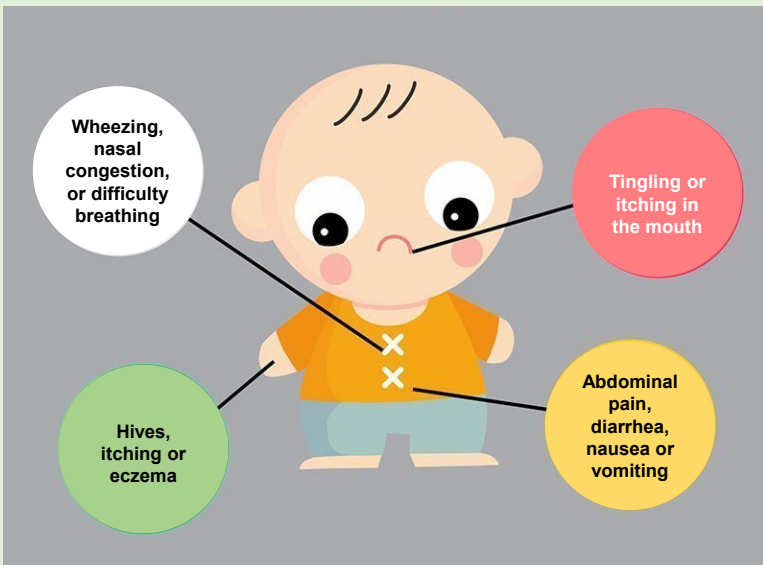 Wheezing,
nasal
congestion,
or difficulty
breathing
Tingling or
itching in
the mouth
Hives,
itching or
eczema
Abdominal
pain,
diarrhea,
nausea or
vomiting